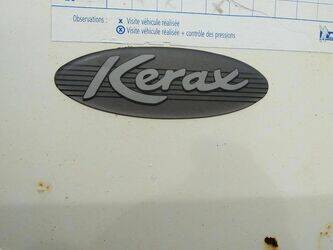 Observations : x Visite véhicule réalisée
ⓧ Visite véhicule réalisée + contrôle des pressions
Kerax